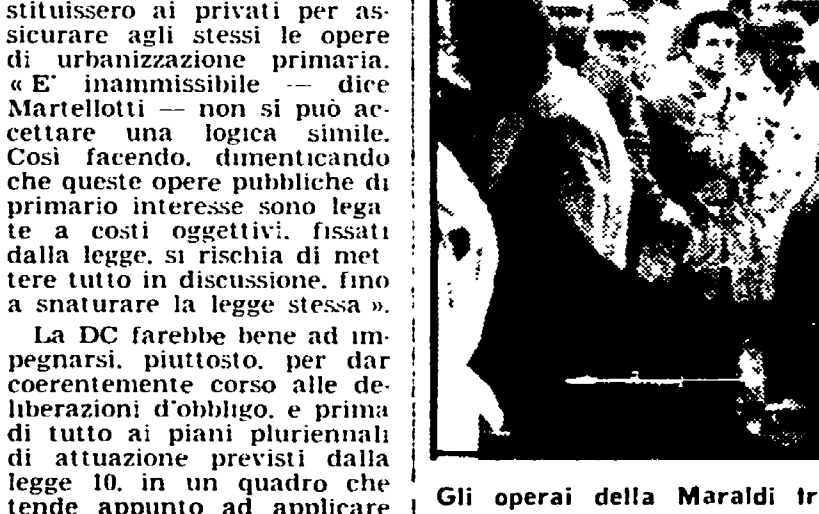 stituissero ai privati per as-
sicurare agli stessi le opere
di urbanizzazione primaria.
« E' inammissibile — dice
Martellotti — non si può ac-
cettare una logica simile.
Così facendo, dimenticando
che queste opere pubbliche di
primario interesse sono lega
te a costi oggettivi, fissati
dalla legge, si rischia di met
tere tutto in discussione, fino
a snaturare la legge stessa ».
La DC farebbe bene ad im-
pegnarsi, piuttosto, per dar
coerentemente corso alle de-
liberazioni d'obbligo, e prima
di tutto ai piani pluriennali
di attuazione previsti dalla
legge 10, in un quadro che
tende appunto ad applicare
Gli operai della Maraldi tr